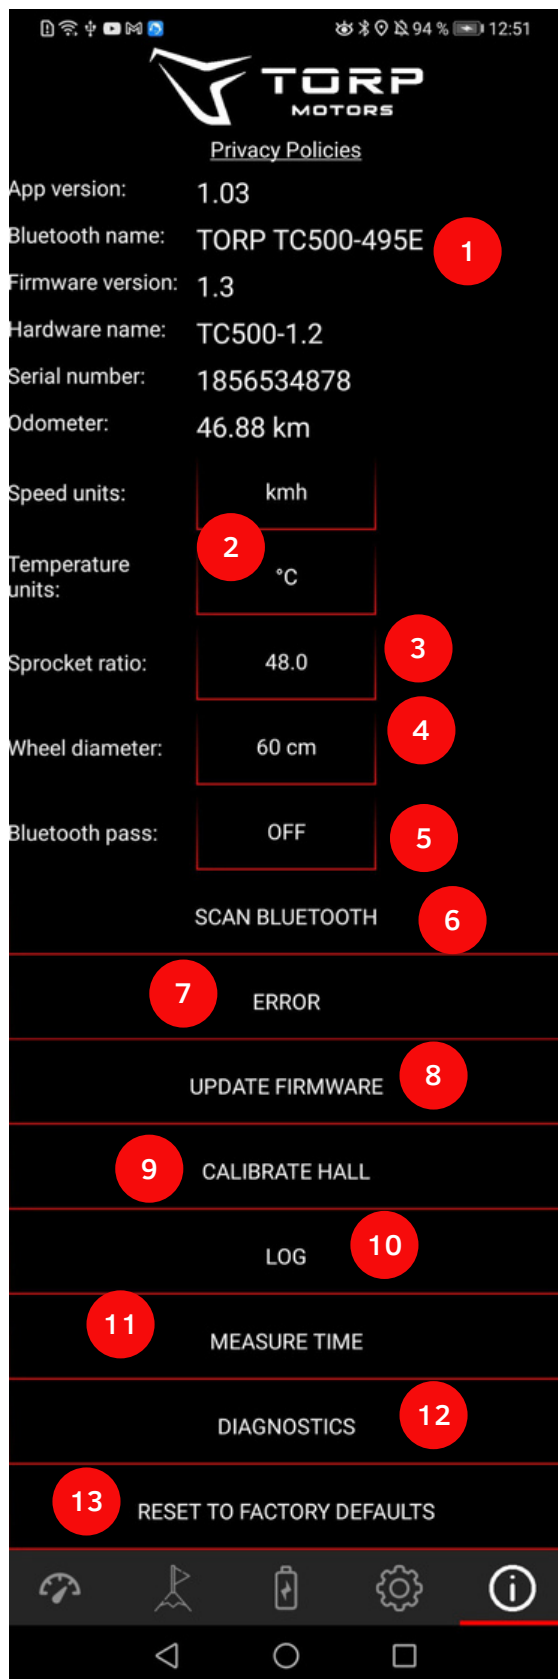 94 % 12:51
TORP
MOTORS
Privacy Policies
App version: 1.03
Bluetooth name: TORP TC500-495E 1
Firmware version: 1.3
Hardware name: TC500-1.2
Serial number: 1856534878
Odometer: 46.88 km
Speed units: kmh
2
Temperature
units: °C
Sprocket ratio: 48.0 3
Wheel diameter: 60 cm 4
Bluetooth pass: OFF 5
SCAN BLUETOOTH 6
7 ERROR
UPDATE FIRMWARE 8
9 CALIBRATE HALL
LOG 10
11 MEASURE TIME
DIAGNOSTICS 12
13 RESET TO FACTORY DEFAULTS